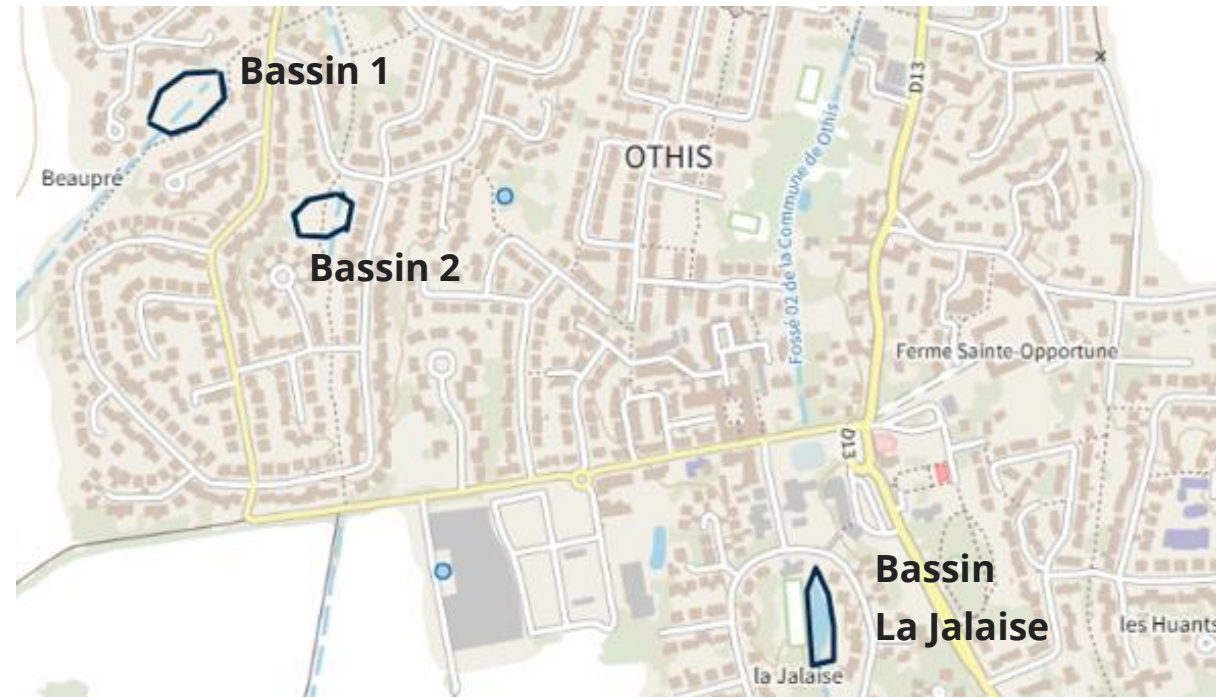 Bassin 1
D13
Beaupré
OTHIS
Fossé 02 de la Commune de Othis
Bassin 2
Ferme Sainte-Opportune
D13
Bassin
La Jalaise
les Huants
la Jalaise